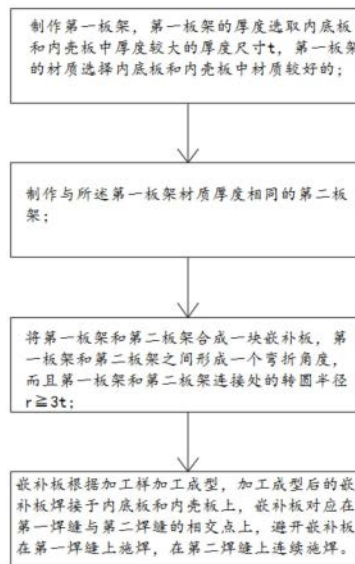 制作第一板架，第一板架的厚度选取内底板
和内壳板中厚度较大的厚度尺寸t，第一板架
的材质选择内底板和内壳板中材质较好的；
制作与所述第一板架材质厚度相同的第二板
架；
将第一板架和第二板架合成一块嵌补板，第
一板架和第二板架之间形成一个弯折角度，
而且第一板架和第二板架连接处的转圆半径
r≧3t；
嵌补板根据加工样加工成型，加工成型后的嵌
补板焊接于内底板和内壳板上，嵌补板对应在
第一焊缝与第二焊缝的相交点上，避开嵌补板
在第一焊缝上施焊，在第二焊缝上连续施焊。